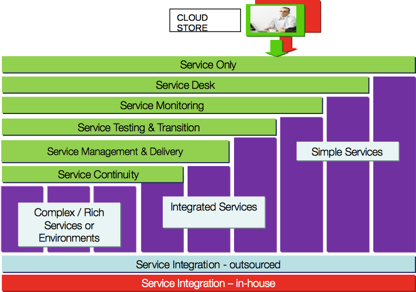 CLOUD
STORE
Service Only
Service Desk
Service Monitoring
Service Testing & Transition
Service Management & Delivery
Service Continuity
Simple Services
Integrated Services
Complex / Rich
Services or
Environments
Service Integration - outsourced
Service Integration – in-house